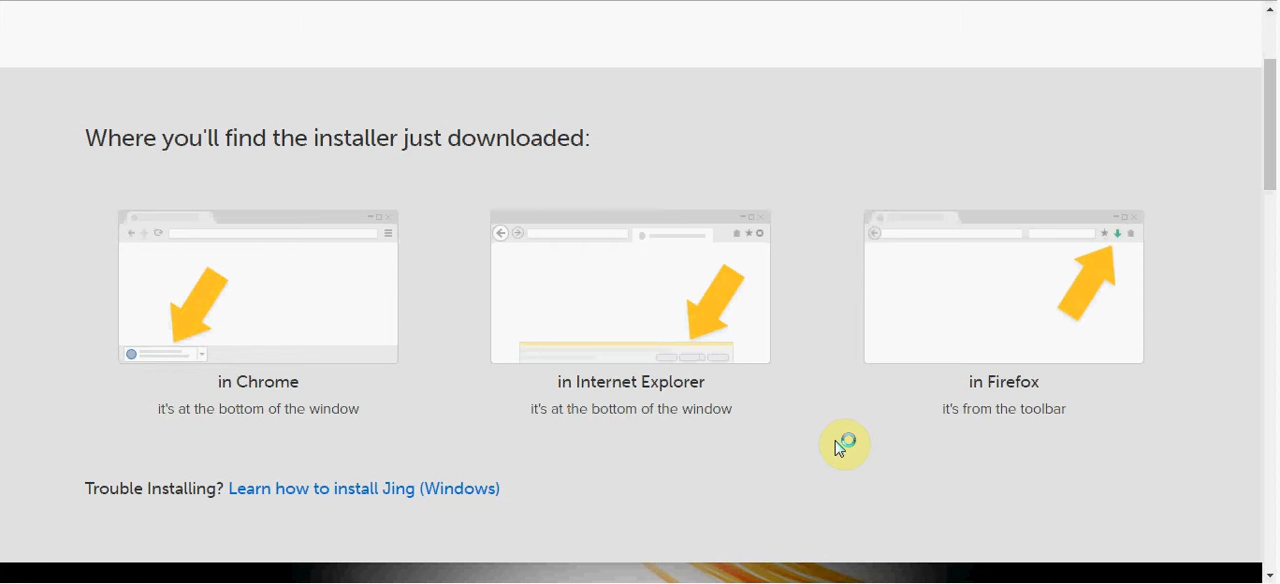 Where you'll find the installer just downloaded:
in Chrome
it's at the bottom of the window
in Internet Explorer
it's at the bottom of the window
in Firefox
it's from the toolbar
Trouble Installing? Learn how to install Jing (Windows)